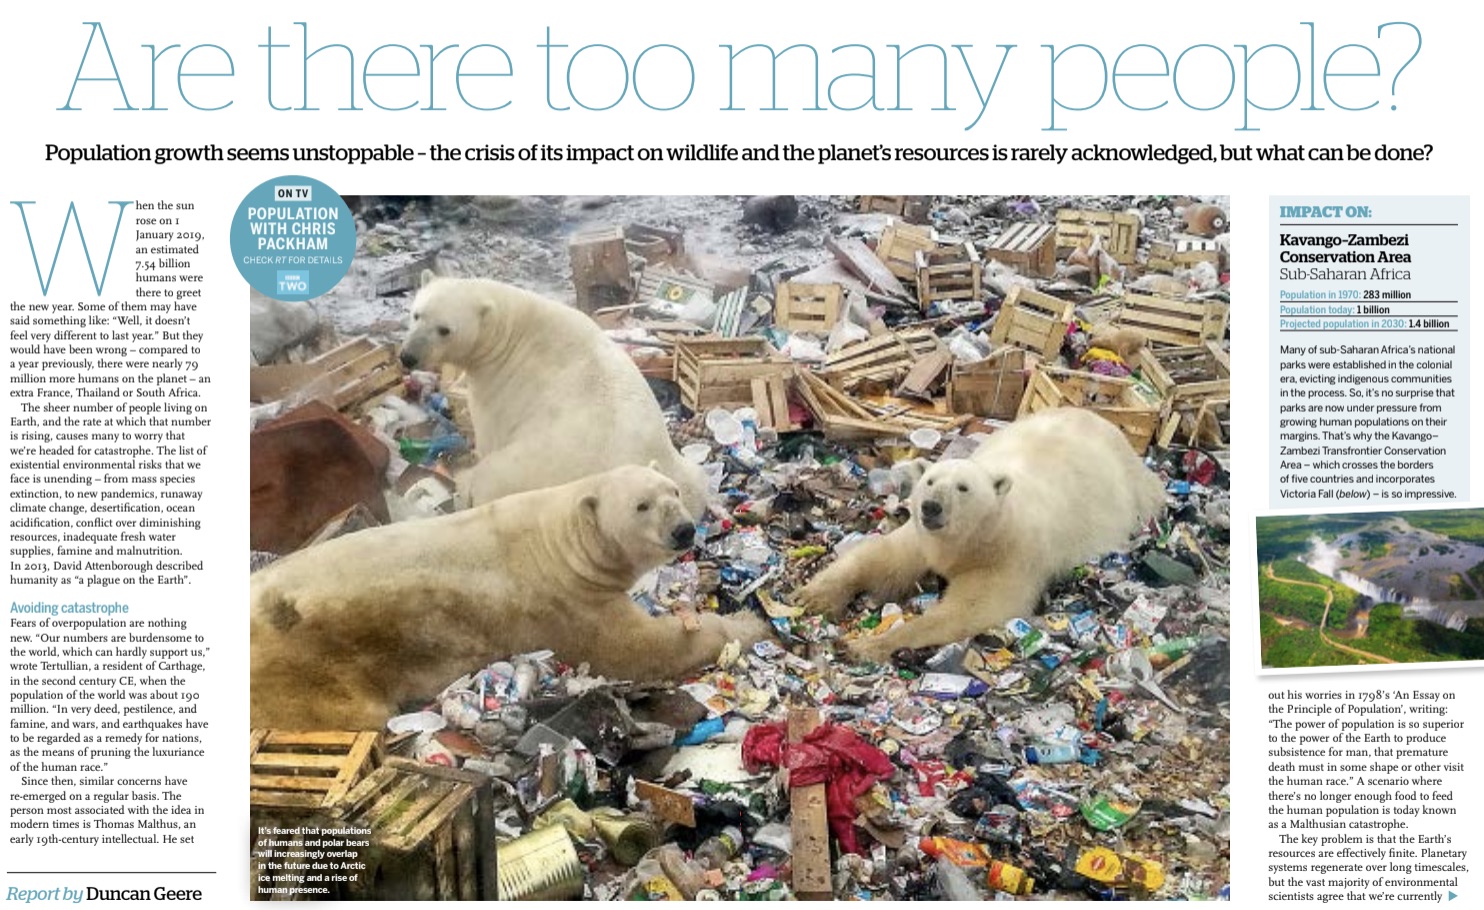 Are there too many people?
Population growth seems unstoppable – the crisis of its impact on wildlife and the planet's resources is rarely acknowledged, but what can be done?
When the sun
rose on 1
January 2019,
an estimated
7.54 billion
humans were
there to greet
the new year. Some of them may have
said something like: “Well, it doesn't
feel very different to last year.” But they
would have been wrong – compared to
a year previously, there were nearly 79
million more humans on the planet – an
extra France, Thailand or South Africa.
The sheer number of people living on
Earth, and the rate at which that number
is rising, causes many to worry that
we're headed for catastrophe. The list of
existential environmental risks that we
face is unending – from mass species
extinction, to new pandemics, runaway
climate change, desertification, ocean
acidification, conflict over diminishing
resources, inadequate fresh water
supplies, famine and malnutrition.
In 2013, David Attenborough described
humanity as “a plague on the Earth”.
Avoiding catastrophe
Fears of overpopulation are nothing
new. “Our numbers are burdensome to
the world, which can hardly support us,”
wrote Tertullian, a resident of Carthage,
in the second century CE, when the
population of the world was about 190
million. “In very deed, pestilence, and
famine, and wars, and earthquakes have
to be regarded as a remedy for nations,
as the means of pruning the luxuriance
of the human race.”
Since then, similar concerns have
re-emerged on a regular basis. The
person most associated with the idea in
modern times is Thomas Malthus, an
early 19th-century intellectual. He set
Report by Duncan Geere
ON TV
POPULATION
WITH CHRIS
PACKHAM
CHECK RT FOR DETAILS
BBC
TWO
It's feared that populations
of humans and polar bears
will increasingly overlap
in the future due to Arctic
ice melting and a rise of
human presence.
IMPACT ON:
Kavango-Zambezi
Conservation Area
Sub-Saharan Africa
Population in 1970: 283 million
Population today: 1 billion
Projected population in 2030: 1.4 billion
Many of sub-Saharan Africa's national
parks were established in the colonial
era, evicting indigenous communities
in the process. So, it's no surprise that
parks are now under pressure from
growing human populations on their
margins. That's why the Kavango–
Zambezi Transfrontier Conservation
Area – which crosses the borders
of five countries and incorporates
Victoria Fall (below) – is so impressive.
out his worries in 1798's ‘An Essay on
the Principle of Population’, writing:
“The power of population is so superior
to the power of the Earth to produce
subsistence for man, that premature
death must in some shape or other visit
the human race.” A scenario where
there's no longer enough food to feed
the human population is today known
as a Malthusian catastrophe.
The key problem is that the Earth's
resources are effectively finite. Planetary
systems regenerate over long timescales,
but the vast majority of environmental
scientists agree that we're currently